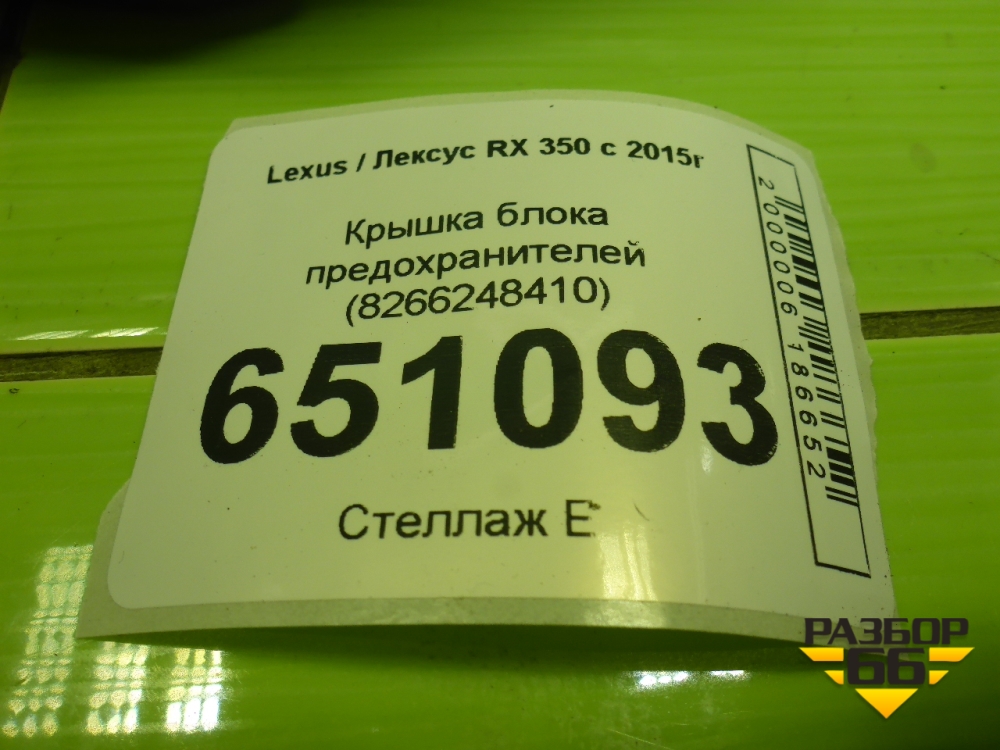 Lexus / Лексус RX 350 с 2015г
Крышка блока
предохранителей
(8266248410)
651093
Стеллаж Е
2000006186652
РАЗБОР
66